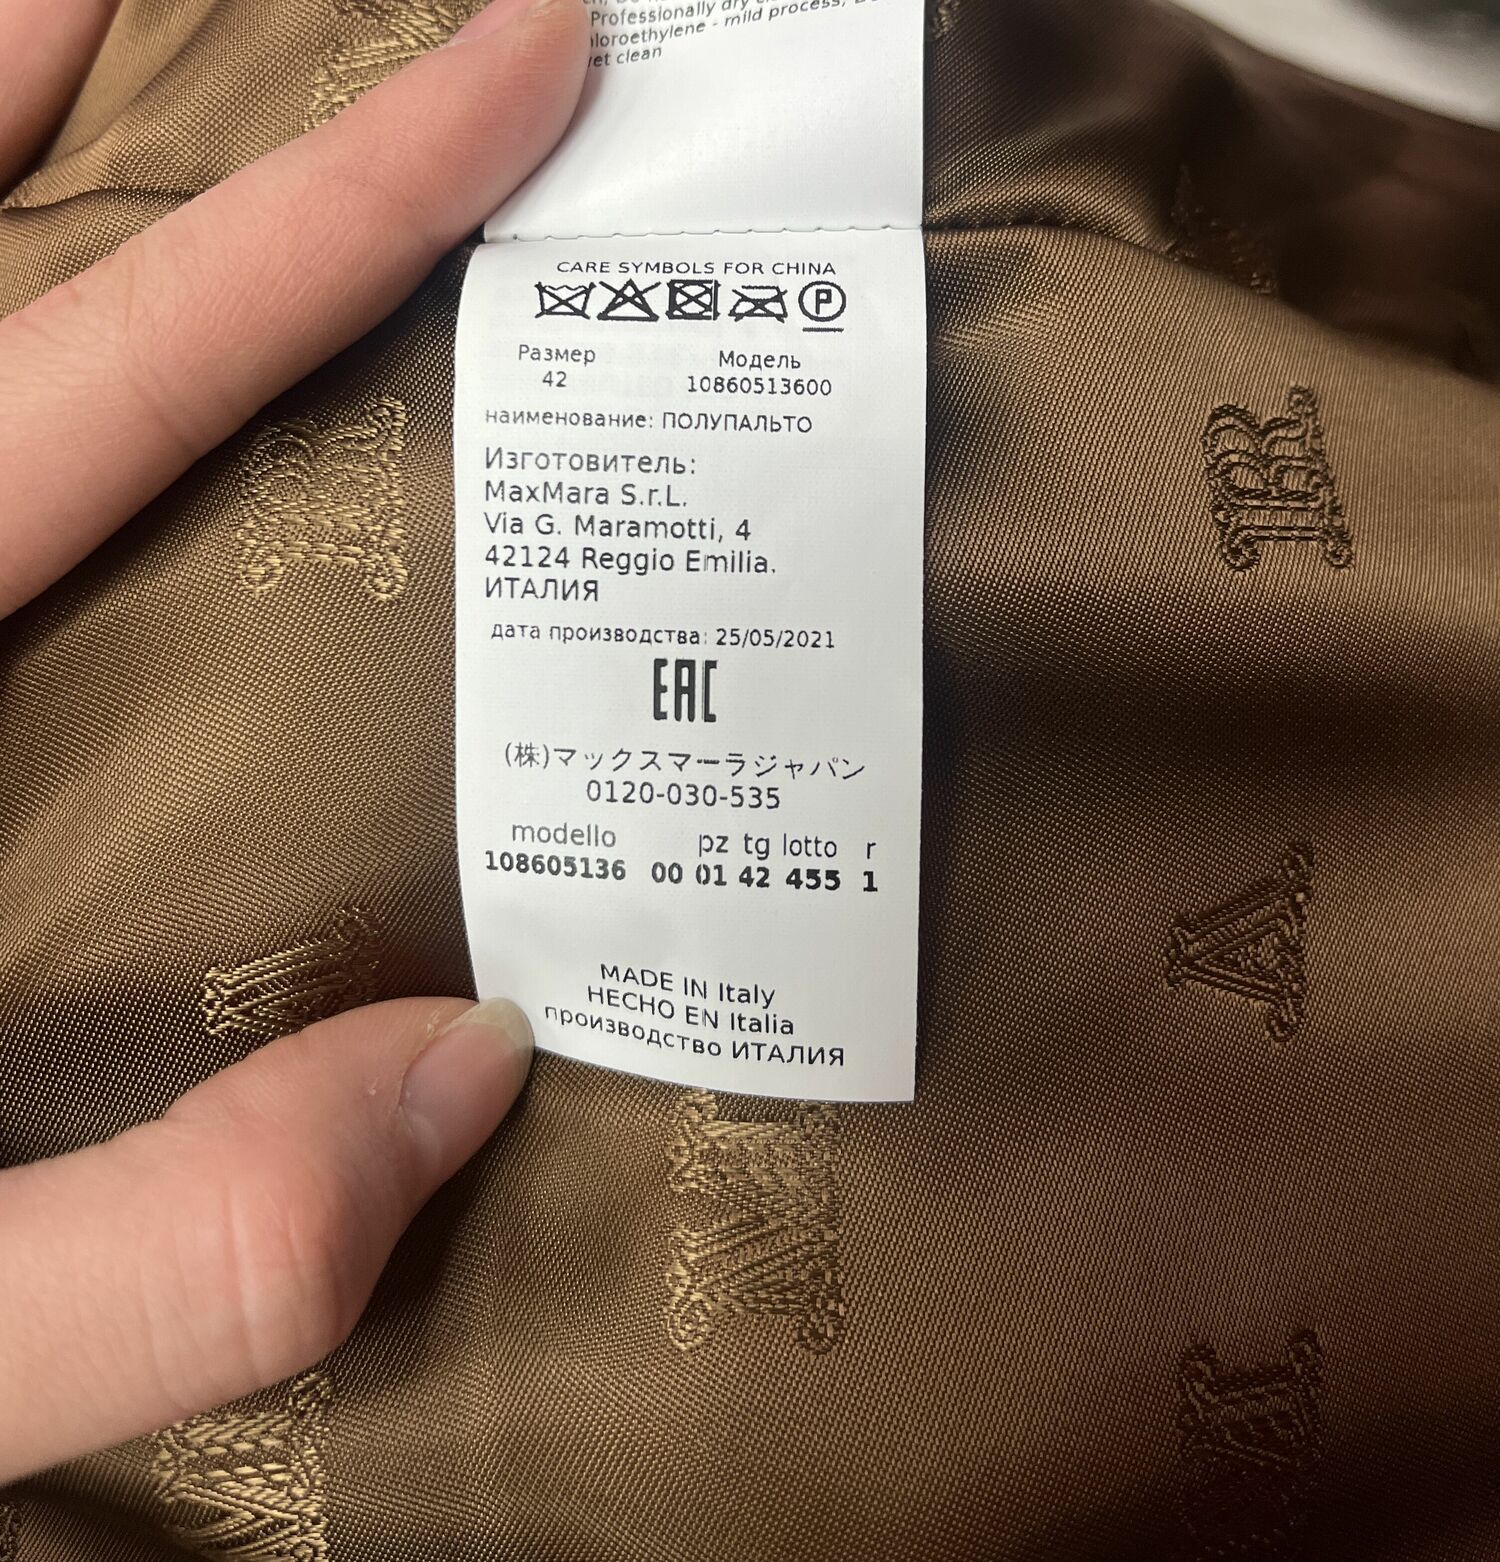 Professionally dry
hloroethylene - mild process,
wet clean
CARE SYMBOLS FOR CHINA
P
Размер Модель
42 10860513600
наименование: ПОЛУПАЛЬТО
Изготовитель:
MaxMara S.r.L.
Via G. Maramotti, 4
42124 Reggio Emilia.
ИТАЛИЯ
дата производства: 25/05/2021
EAC
(株)マックスマーラジャパン
0120-030-535
modello pz tg lotto r
108605136 00 01 42 455 1
MADE IN Italy
HECHO EN Italia
производство ИТАЛИЯ